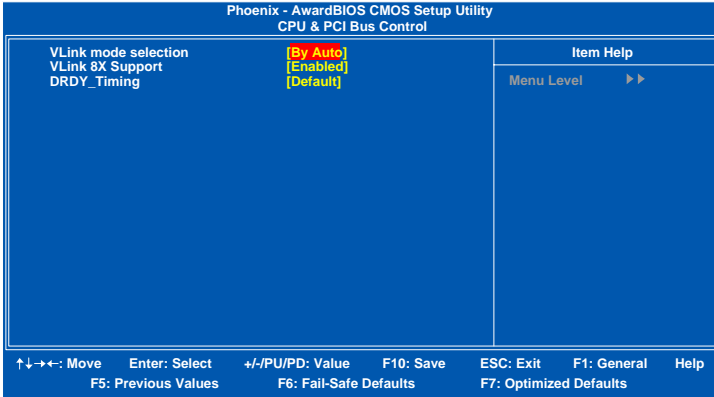 Phoenix - AwardBIOS CMOS Setup Utility
CPU & PCI Bus Control
VLink mode selection [By Auto]
VLink 8X Support [Enabled]
DRDY_Timing [Default]
Item Help
Menu Level ▶▶
↑↓→←: Move Enter: Select +/-/PU/PD: Value F10: Save ESC: Exit F1: General Help
F5: Previous Values F6: Fail-Safe Defaults F7: Optimized Defaults